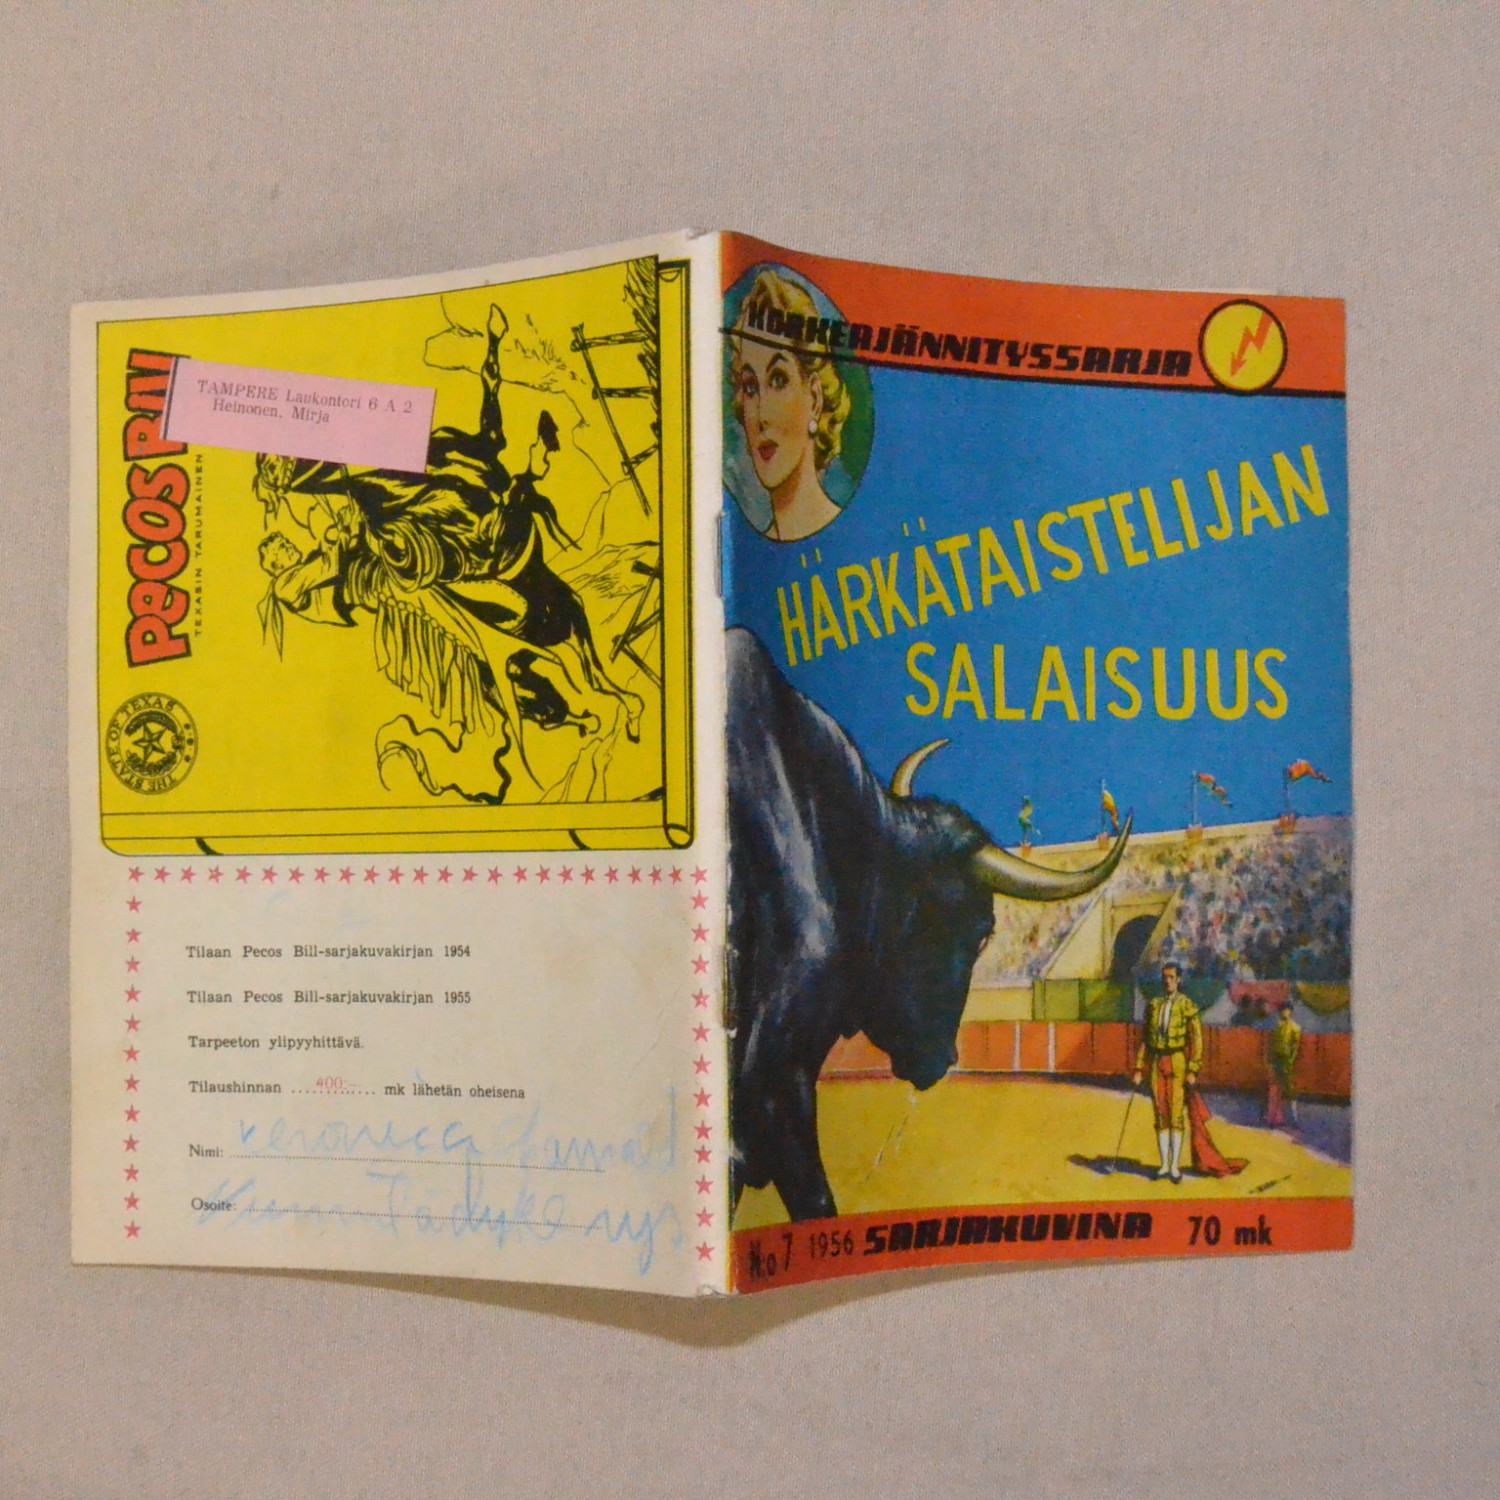 PECOS BILL
TEXASIN TARUMAINEN
TAMPERE Laukontori 6 A 2
Heinonen, Mirja
THE STATE OF TEXAS
Tilaan Pecos Bill-sarjakuvakirjan 1954
Tilaan Pecos Bill-sarjakuvakirjan 1955
Tarpeeton ylipyyhittävä.
Tilaushinnan ....400:-.... mk lähetän oheisena
Nimi:
Osoite:
KORKEAJÄNNITYSSARJA
HÄRKÄTAISTELIJAN
SALAISUUS
N:o 7 1956 SARJAKUVINA 70 mk